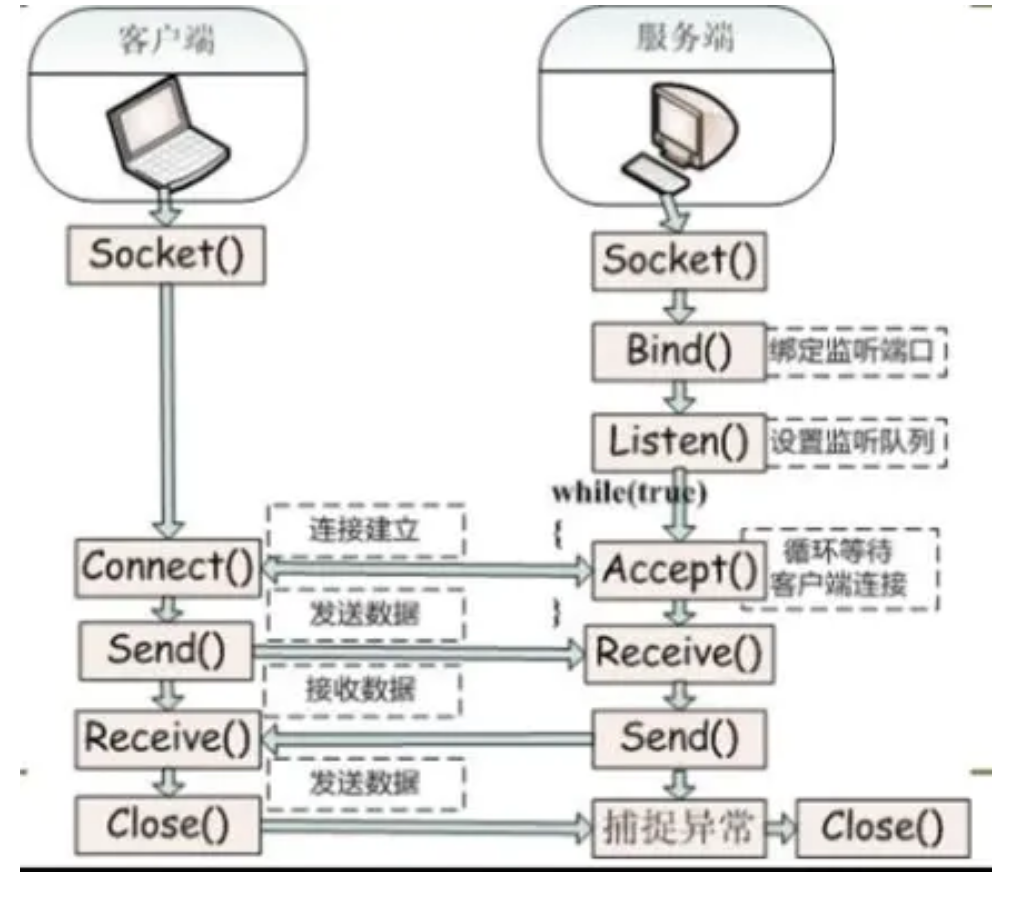 客户端
服务端
Socket()
Socket()
Bind()
绑定监听端口
Listen()
设置监听队列
while(true)
{
连接建立
Connect()
Accept()
循环等待
客户端连接
}
发送数据
Send()
Receive()
接收数据
Receive()
Send()
发送数据
Close()
捕捉异常
Close()